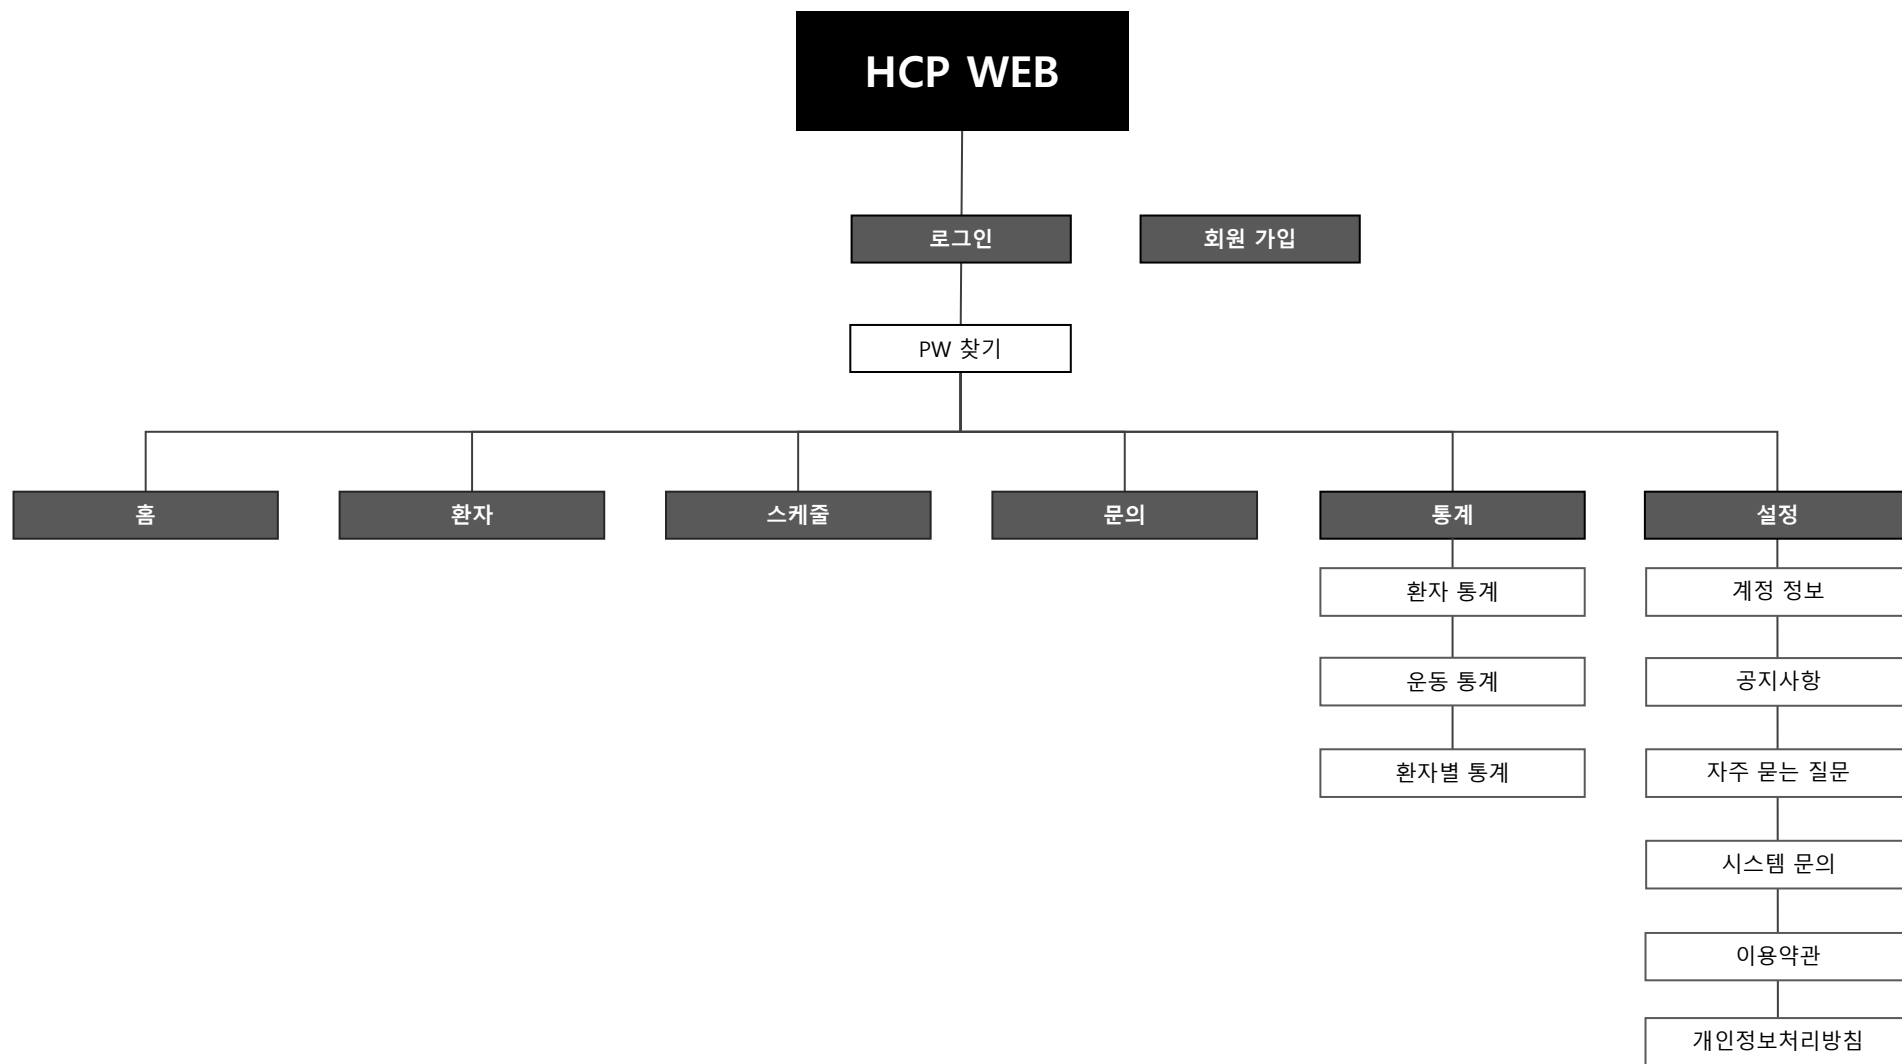 HCP WEB
로그인
회원 가입
PW 찾기
홈
환자
스케줄
문의
통계
설정
환자 통계
계정 정보
운동 통계
공지사항
환자별 통계
자주 묻는 질문
시스템 문의
이용약관
개인정보처리방침